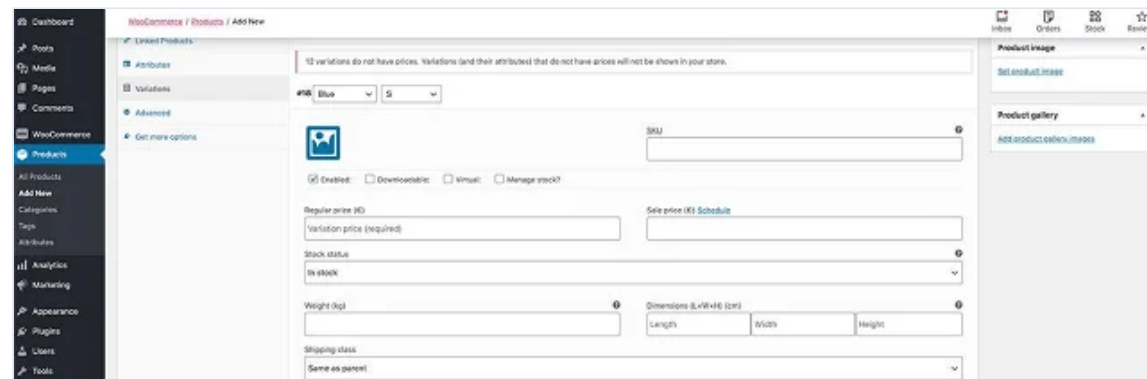 Dashboard
Posts
Media
Pages
Comments
WooCommerce
Products
All Products
Add New
Categories
Tags
Attributes
Analytics
Marketing
Appearance
Plugins
Users
Tools
WooCommerce / Products / Add New
Inbox
Orders
Stock
Linked Products
Attributes
Variations
Advanced
Get more options
12 variations do not have prices. Variations (and their attributes) that do not have prices will not be shown in your store.
Blue S
SKU
Enabled: Downloadable: Virtual: Manage stock?
Regular price (€)
Variation price (required)
Sale price (€) Schedule
Stock status
In stock
Weight (kg)
Dimensions (L×W×H) (cm)
Length Width Height
Shipping class
Same as parent
Product image
Set product image
Product gallery
Add product gallery images